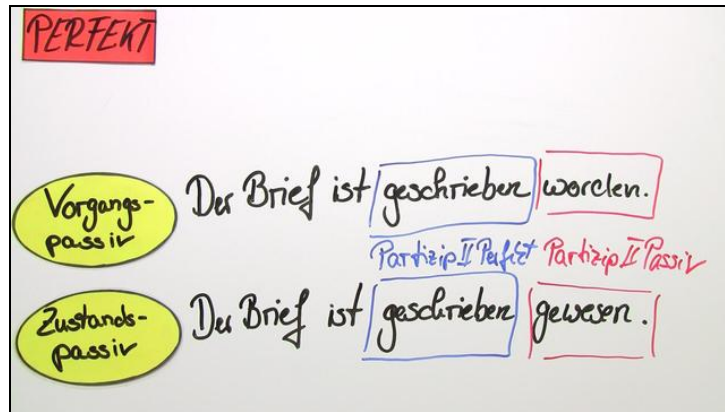 PERFEKT
Vorgangs-
passiv
Der Brief ist geschrieben worden.
Partizip II Perfekt Partizip II Passiv
Zustands-
passiv
Der Brief ist geschrieben gewesen.